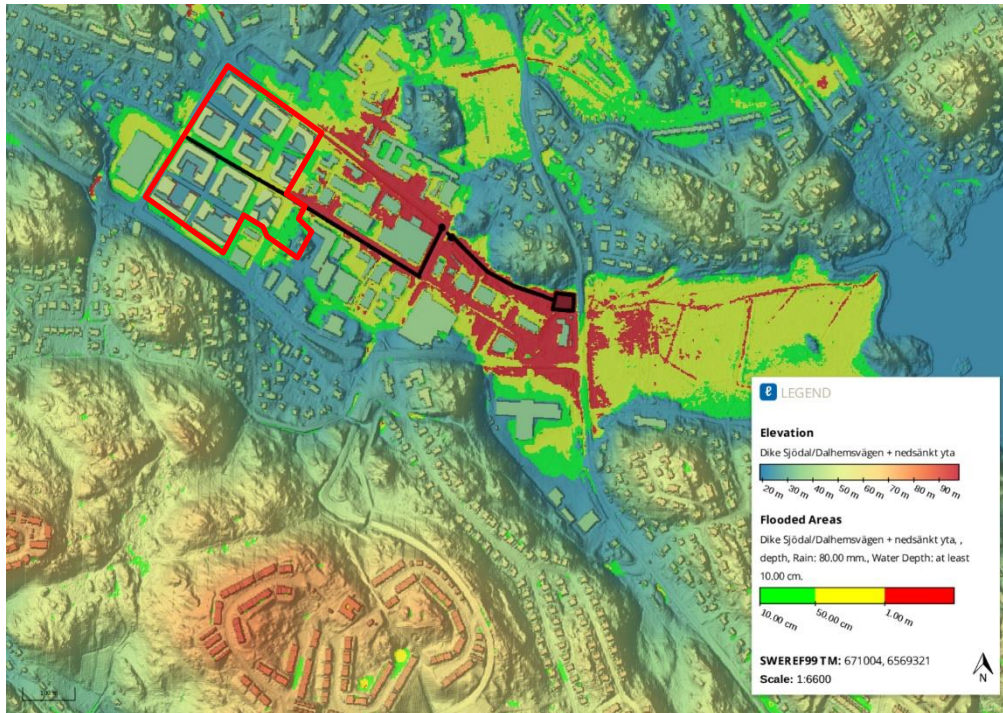 LEGEND
Elevation
Dike Sjödal/Dalhemsvägen + nedsänkt yta
20 m 30 m 40 m 50 m 60 m 70 m 80 m 90 m
Flooded Areas
Dike Sjödal/Dalhemsvägen + nedsänkt yta, ,
depth, Rain: 80.00 mm., Water Depth: at least
10.00 cm.
10.00 cm 50.00 cm 1.00 m
SWEREF99 TM: 671004, 6569321
Scale: 1:6600
N